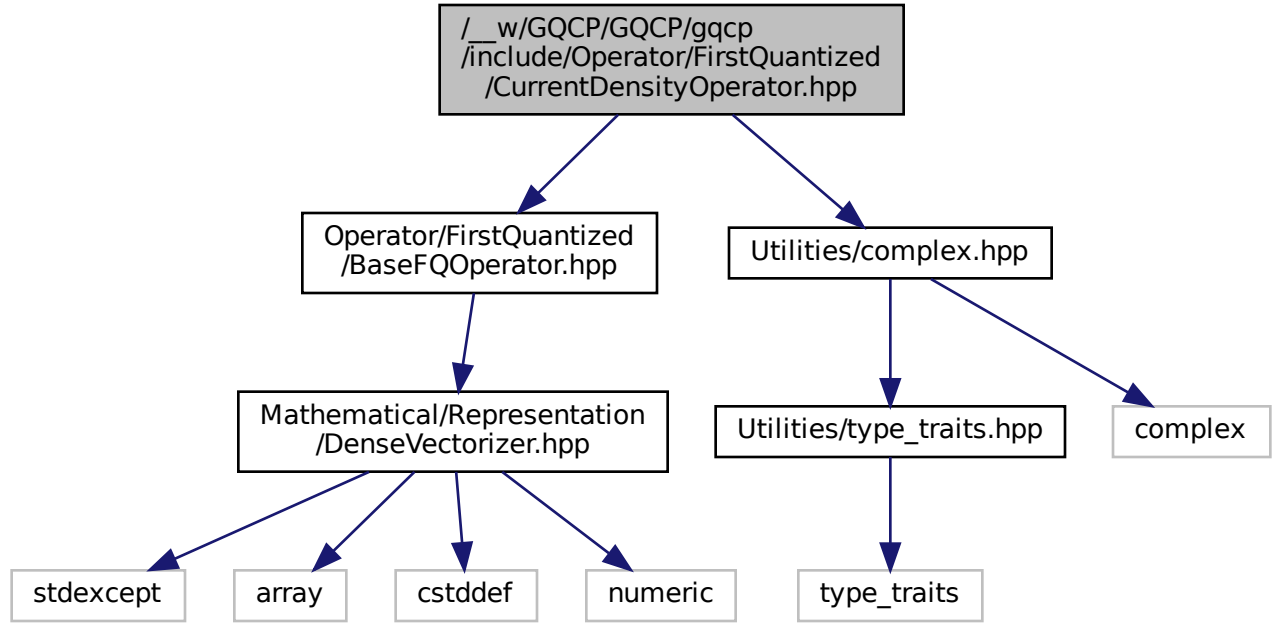 /__w/GQCP/GQCP/gqcp
/include/Operator/FirstQuantized
/CurrentDensityOperator.hpp
Operator/FirstQuantized
/BaseFQOperator.hpp
Utilities/complex.hpp
Mathematical/Representation
/DenseVectorizer.hpp
Utilities/type_traits.hpp
complex
stdexcept
array
cstddef
numeric
type_traits